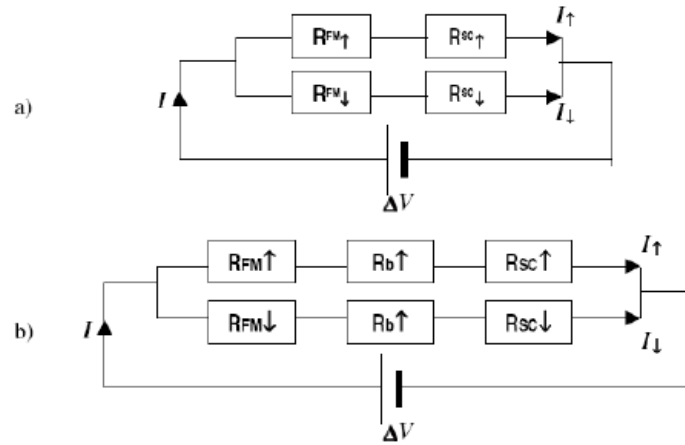 RFM↑ RSC↑ I↑
a) I RFM↓ RSC↓ I↓
ΔV
RFM↑ Rb↑ RSC↑ I↑
b) I RFM↓ Rb↑ RSC↓ I↓
ΔV